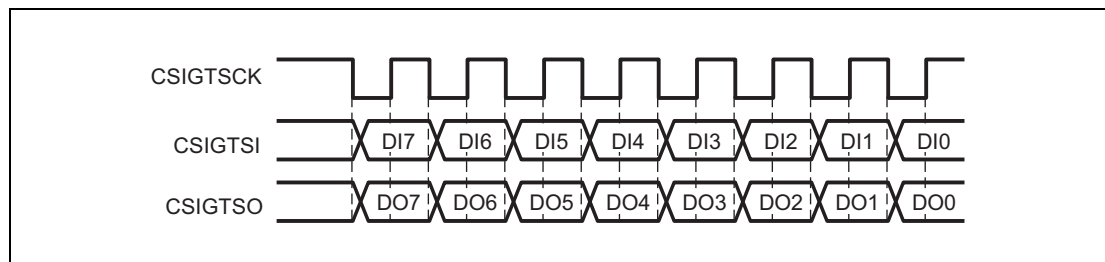 CSIGTSCK
CSIGTSI DI7 DI6 DI5 DI4 DI3 DI2 DI1 DI0
CSIGTSO DO7 DO6 DO5 DO4 DO3 DO2 DO1 DO0